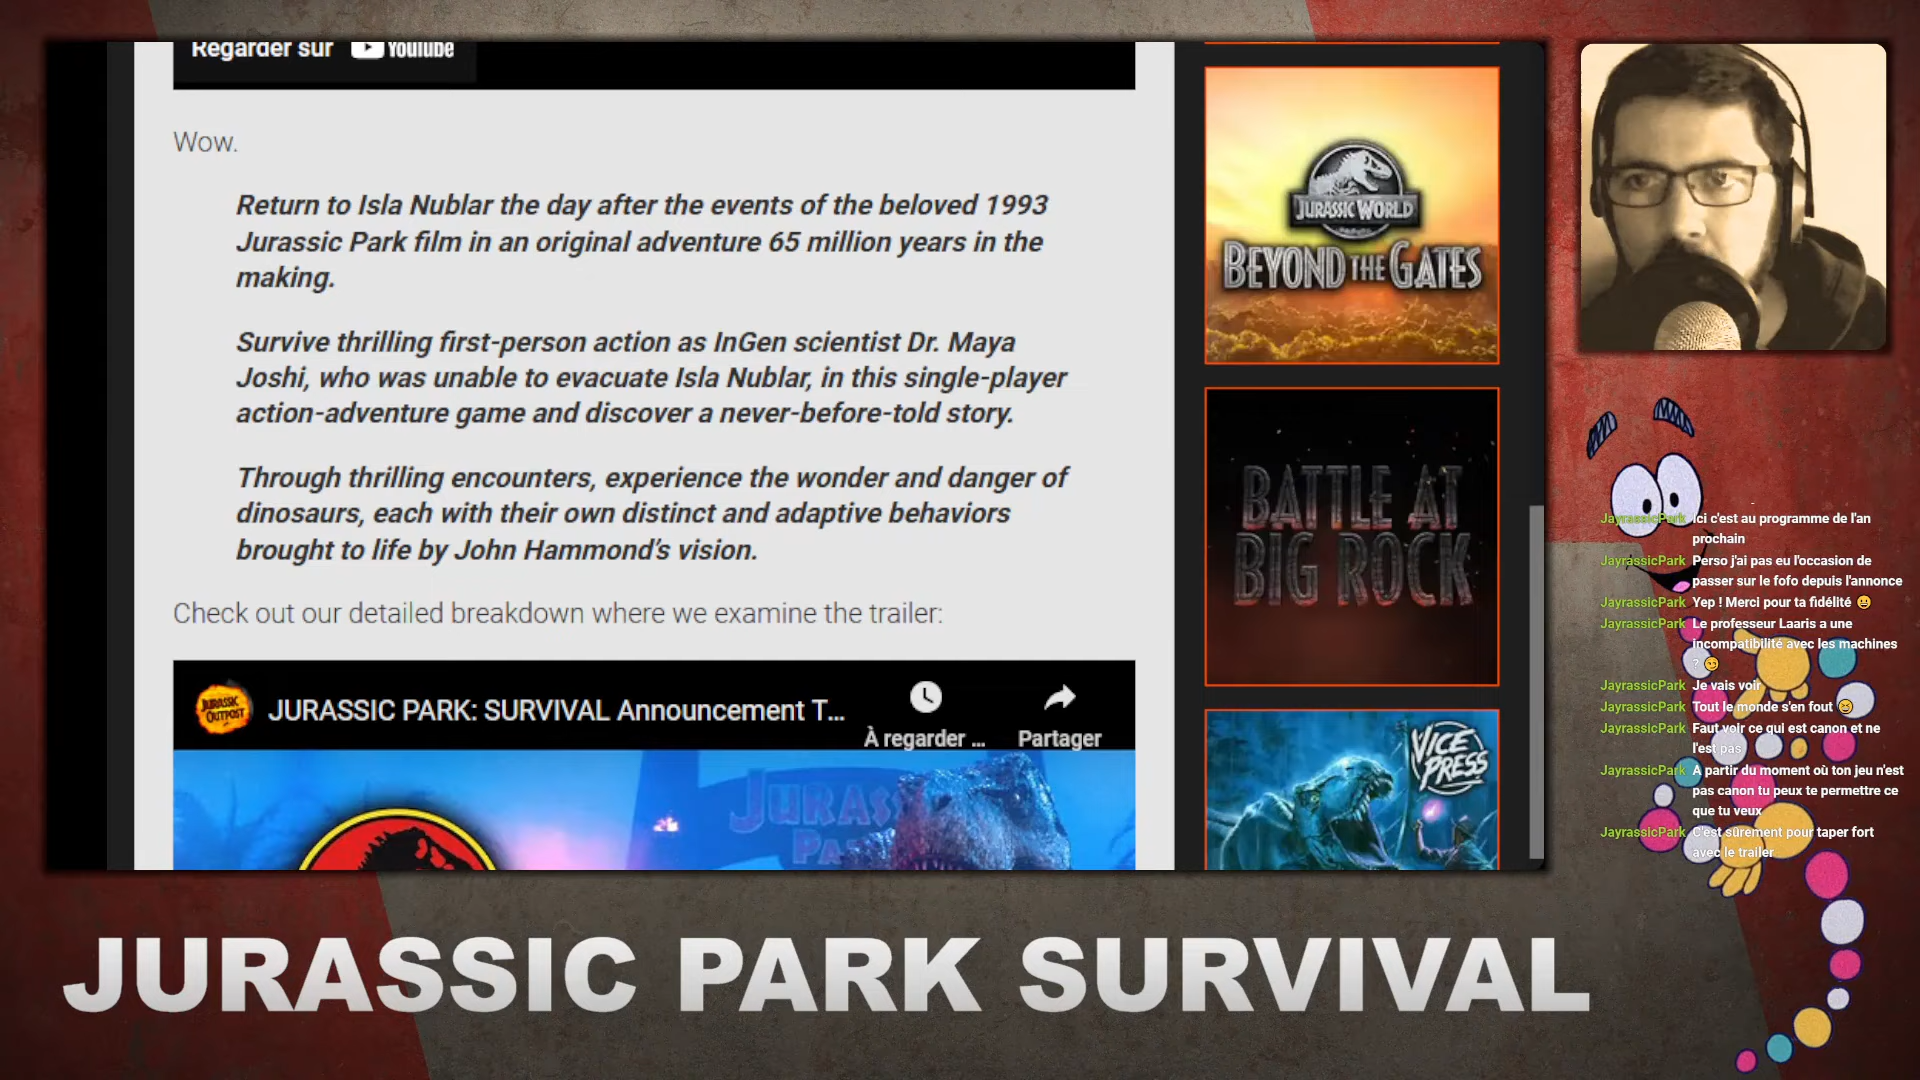 Regarder sur YouTube
Wow.
Return to Isla Nublar the day after the events of the beloved 1993
Jurassic Park film in an original adventure 65 million years in the
making.
Survive thrilling first-person action as InGen scientist Dr. Maya
Joshi, who was unable to evacuate Isla Nublar, in this single-player
action-adventure game and discover a never-before-told story.
Through thrilling encounters, experience the wonder and danger of
dinosaurs, each with their own distinct and adaptive behaviors
brought to life by John Hammond's vision.
Check out our detailed breakdown where we examine the trailer:
JURASSIC
OUTPOST
JURASSIC PARK: SURVIVAL Announcement T...
À regarder ...
Partager
JURASSIC
PARK
JURASSIC WORLD
BEYOND THE GATES
BATTLE AT
BIG ROCK
VICE
PRESS
JayrassicPark Ici c'est au programme de l'an
prochain
JayrassicPark Perso j'ai pas eu l'occasion de
passer sur le fofo depuis l'annonce
JayrassicPark Yep ! Merci pour ta fidélité
JayrassicPark Le professeur Laaris a une
incompatibilité avec les machines
?
JayrassicPark Je vais voir
JayrassicPark Tout le monde s'en fout
JayrassicPark Faut voir ce qui est canon et ne
l'est pas
JayrassicPark A partir du moment où ton jeu n'est
pas canon tu peux te permettre ce
que tu veux
JayrassicPark C'est sûrement pour taper fort
avec le trailer
JURASSIC PARK SURVIVAL